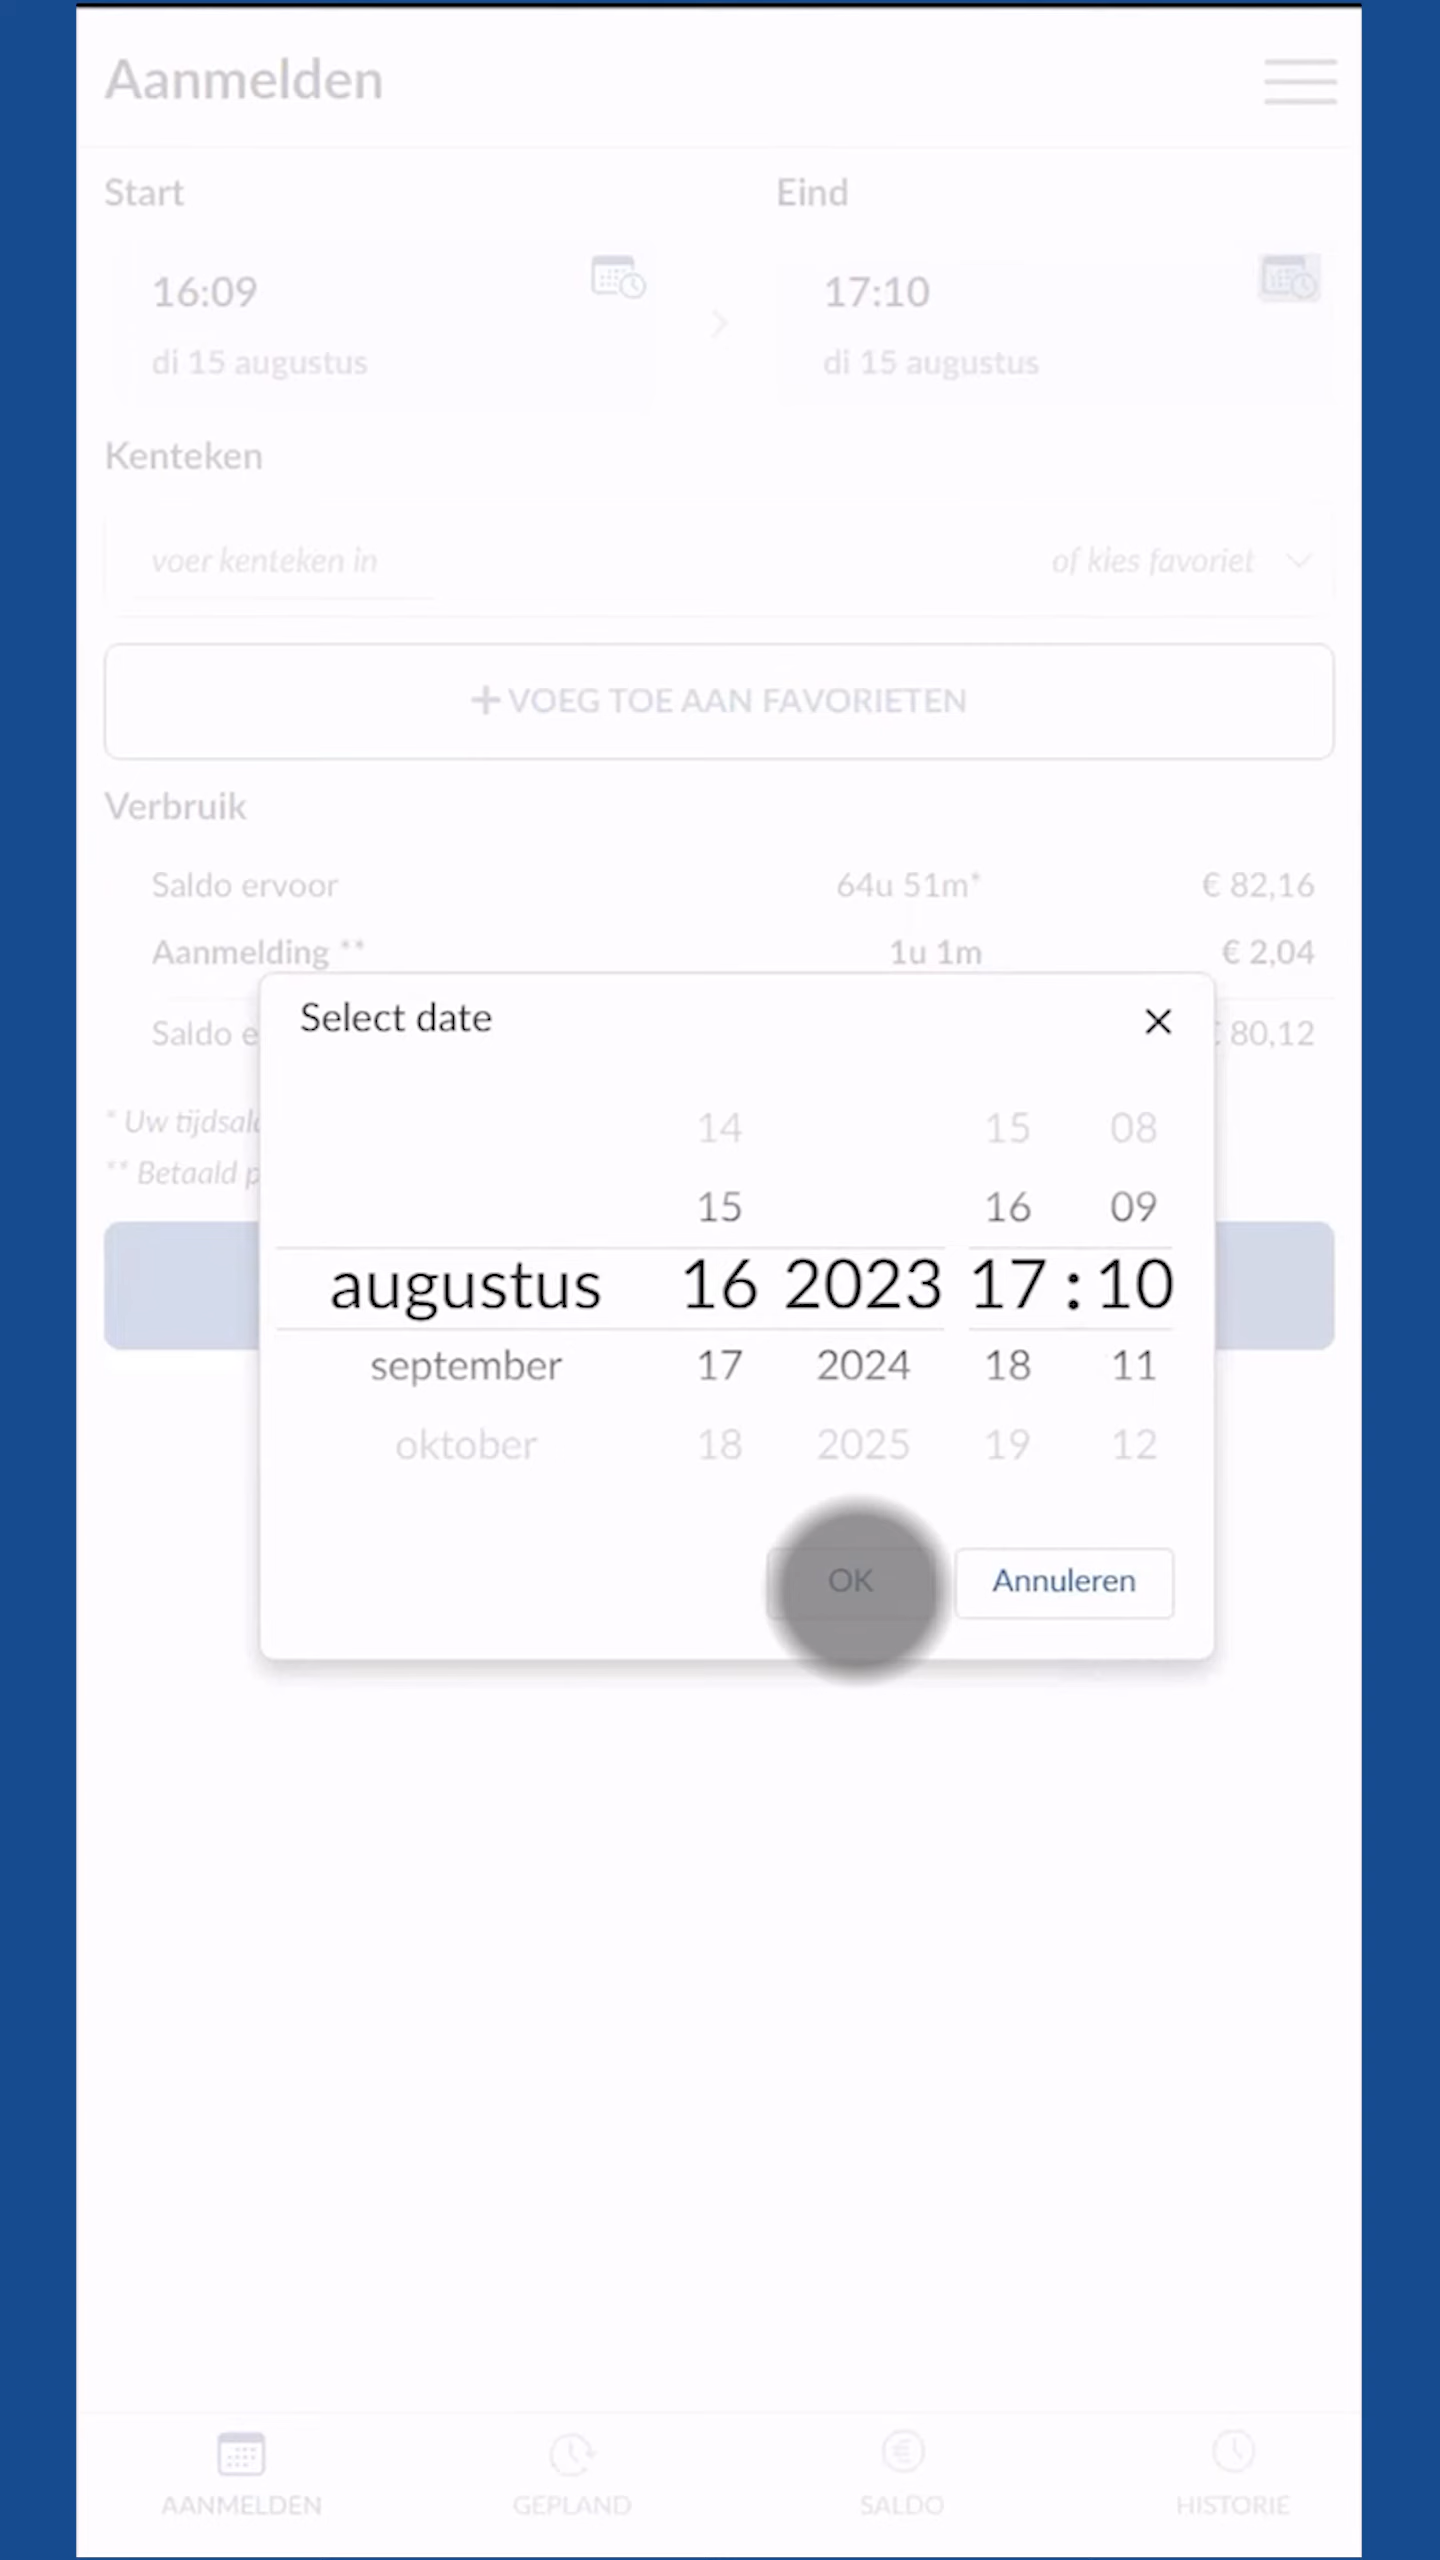 Aanmelden
Start
Eind
16:09
17:10
di 15 augustus
di 15 augustus
Kenteken
voer kenteken in
of kies favoriet
+ VOEG TOE AAN FAVORIETEN
Verbruik
Saldo ervoor 64u 51m* € 82,16
Aanmelding ** 1u 1m € 2,04
Saldo e € 80,12
* Uw tijdsald
** Betaald p
Select date
14 15 08
15 16 09
augustus 16 2023 17 : 10
september 17 2024 18 11
oktober 18 2025 19 12
OK
Annuleren
AANMELDEN
GEPLAND
SALDO
HISTORIE